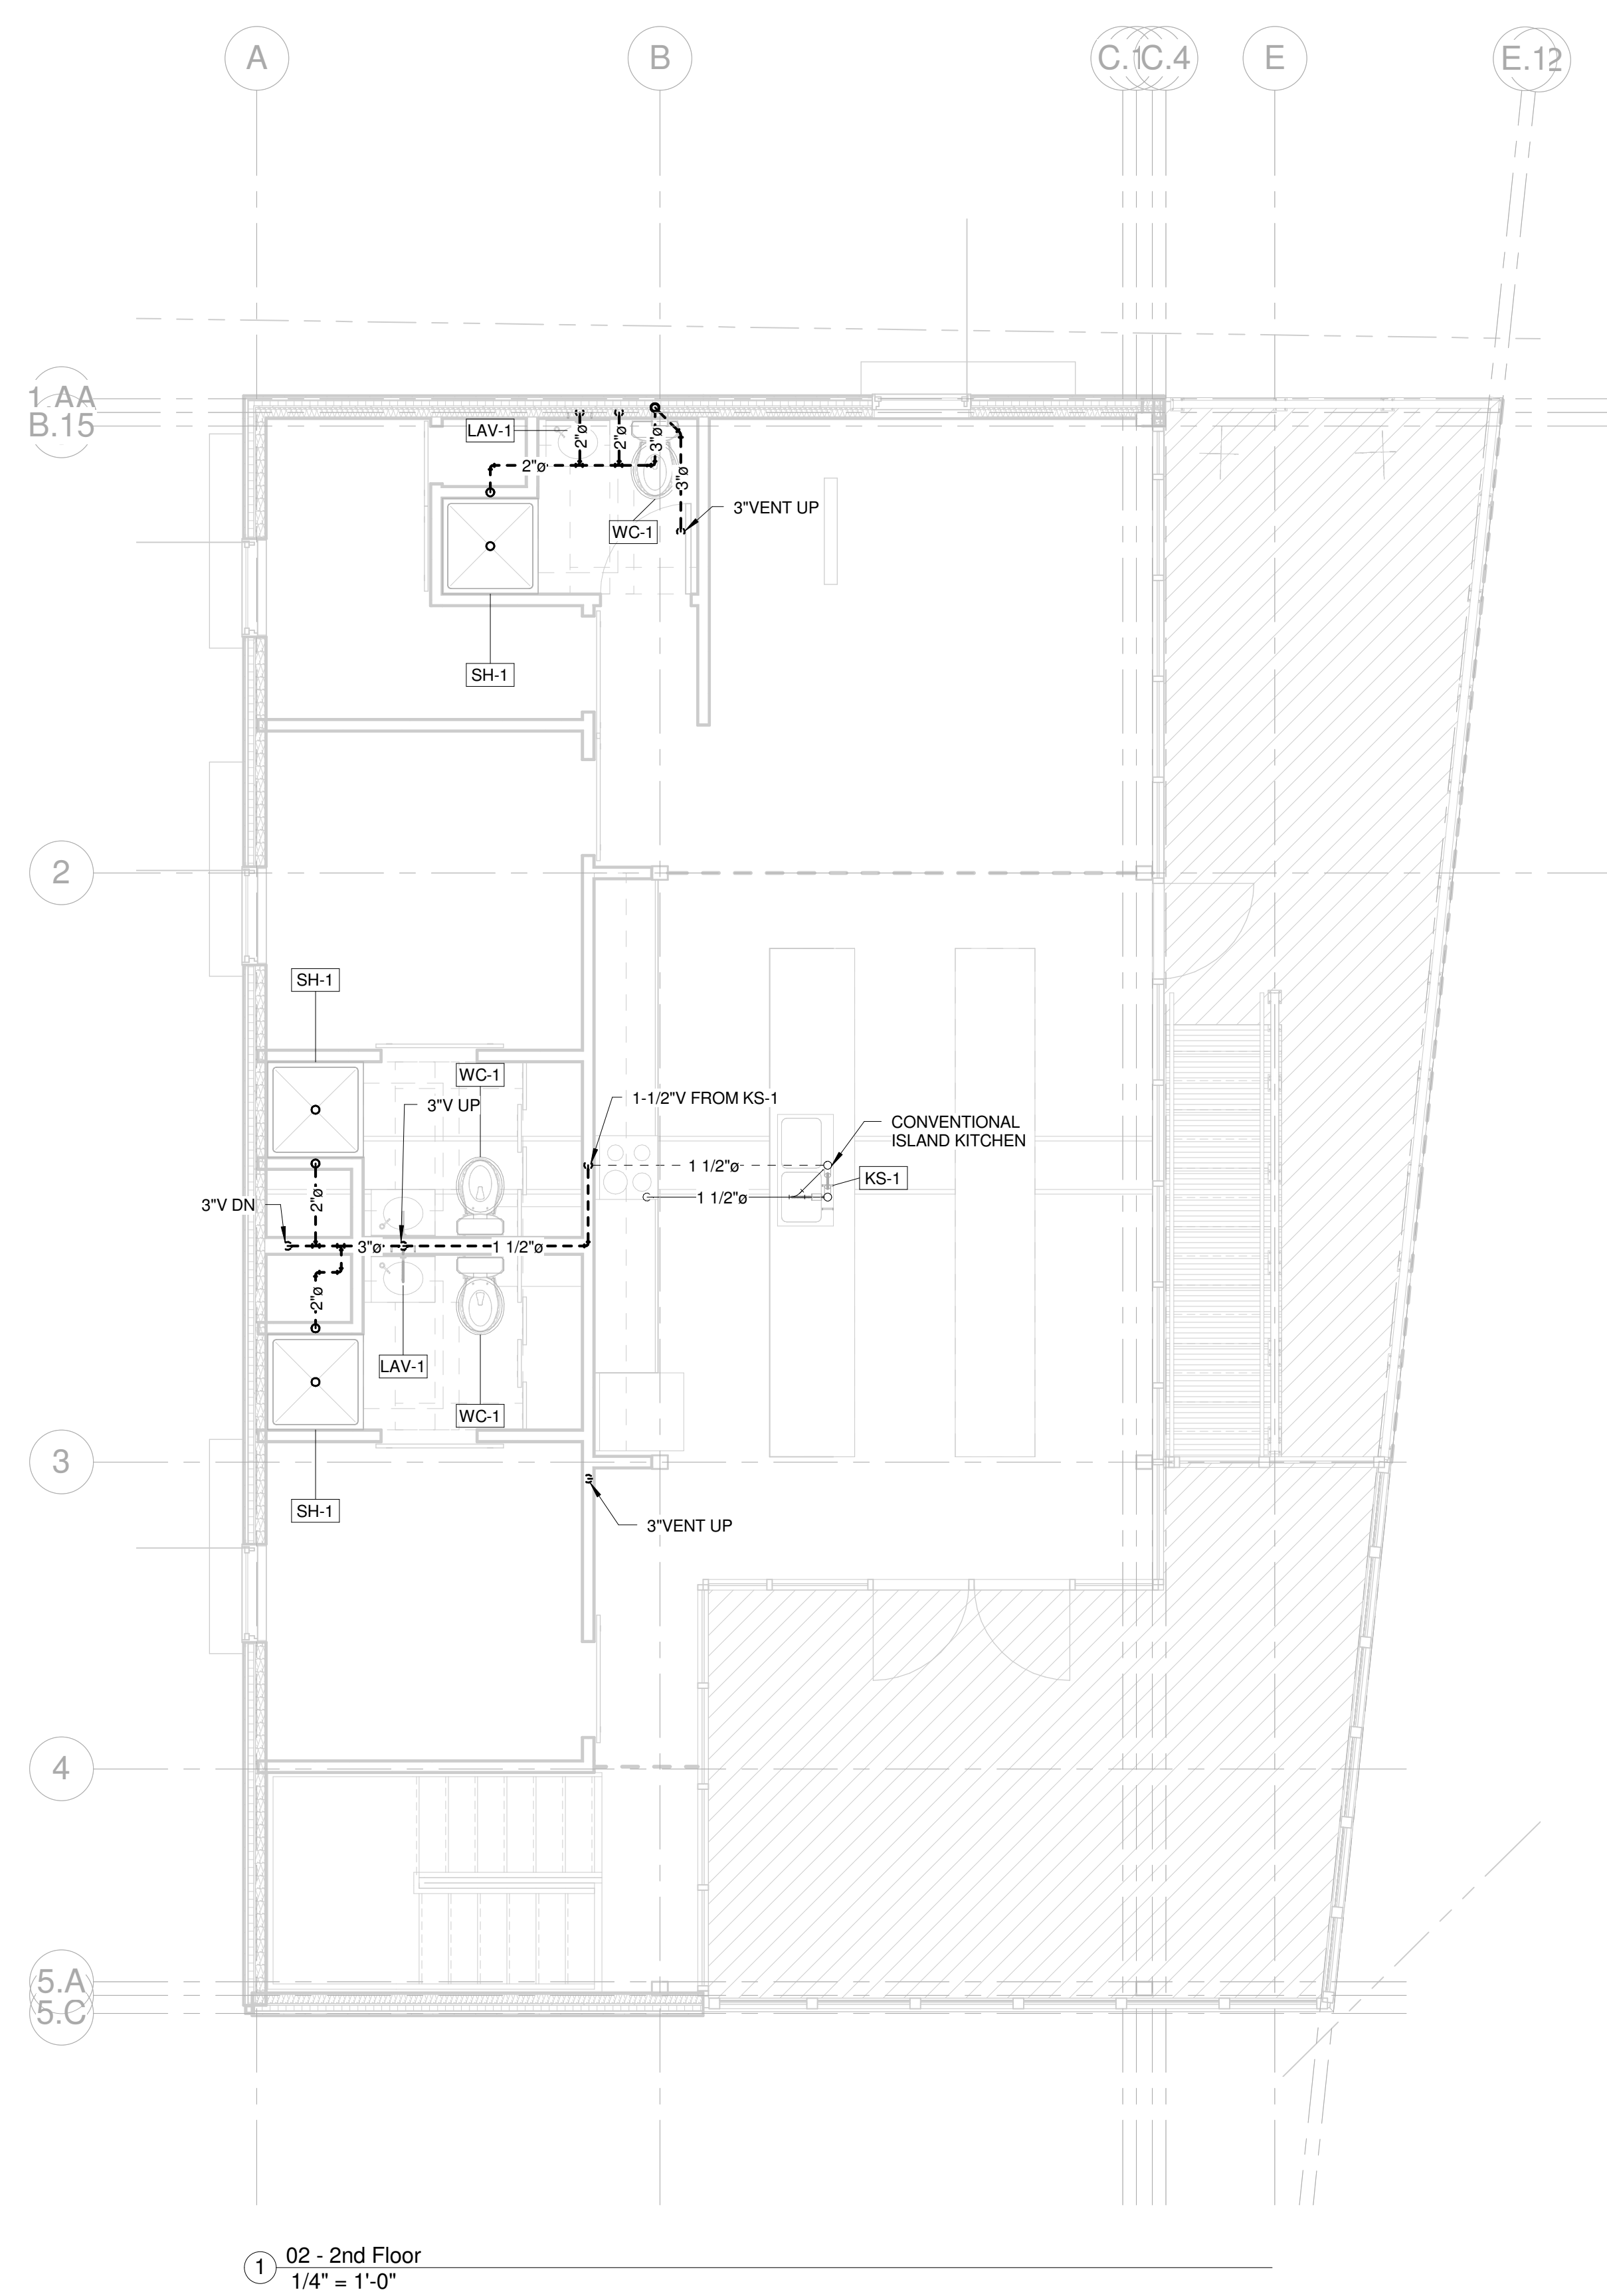 A
B
C.1
C.4
E
E.12
1.AA
B.15
LAV-1
2"ø
2"ø
3"ø
2"ø
3"ø
3"VENT UP
WC-1
SH-1
2
SH-1
WC-1
3"V UP
1-1/2"V FROM KS-1
CONVENTIONAL
ISLAND KITCHEN
1 1/2"ø
KS-1
1 1/2"ø
2"ø
3"V DN
3"ø
1 1/2"ø
2"ø
LAV-1
WC-1
3
SH-1
3"VENT UP
4
5.A
5.C
1
02 - 2nd Floor
1/4" = 1'-0"